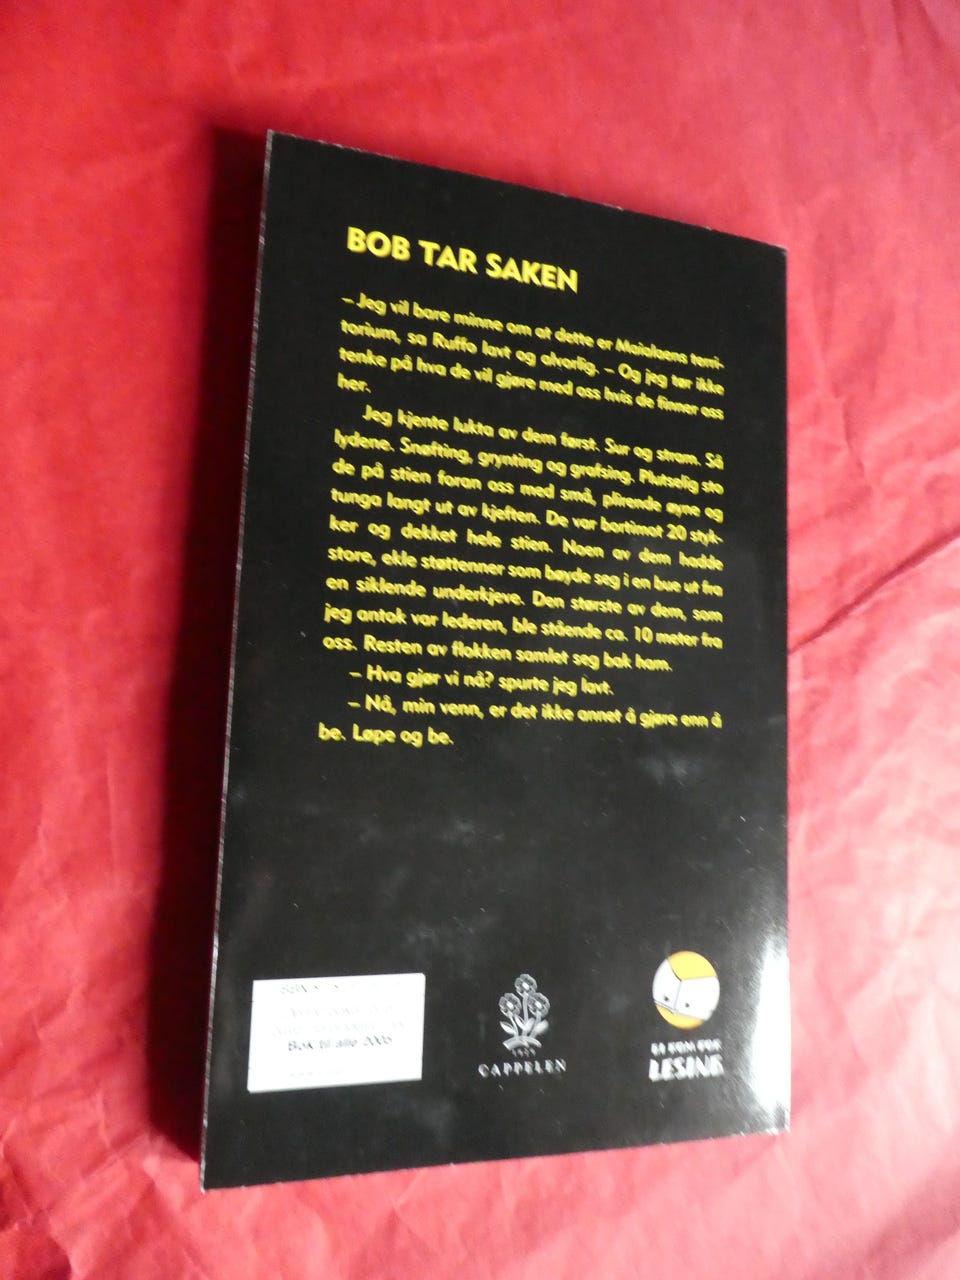 BOB TAR SAKEN
– Jeg vil bare minne om at dette er Maialaens terri-
torium, sa Ruffo lavt og alvorlig. – Og jeg tør ikke
tenke på hva de vil gjøre med oss hvis de finner oss
her.
Jeg kjente lukta av dem først. Sur og stram. Så
lydene. Snøfting, grynting og grafsing. Plutselig sto
de på stien foran oss med små, plirende øyne og
tunga langt ut av kjeften. De var bortimot 20 styk-
ker og dekket hele stien. Noen av dem hadde
store, ekle støttenner som bøyde seg i en bue ut fra
en siklende underkjeve. Den største av dem, som
jeg antok var lederen, ble stående ca. 10 meter fra
oss. Resten av flokken samlet seg bak ham.
– Hva gjør vi nå? spurte jeg lavt.
– Nå, min venn, er det ikke annet å gjøre enn å
be. Løpe og be.
ISBN
Bok til alle 2005
CAPPELEN
LESING